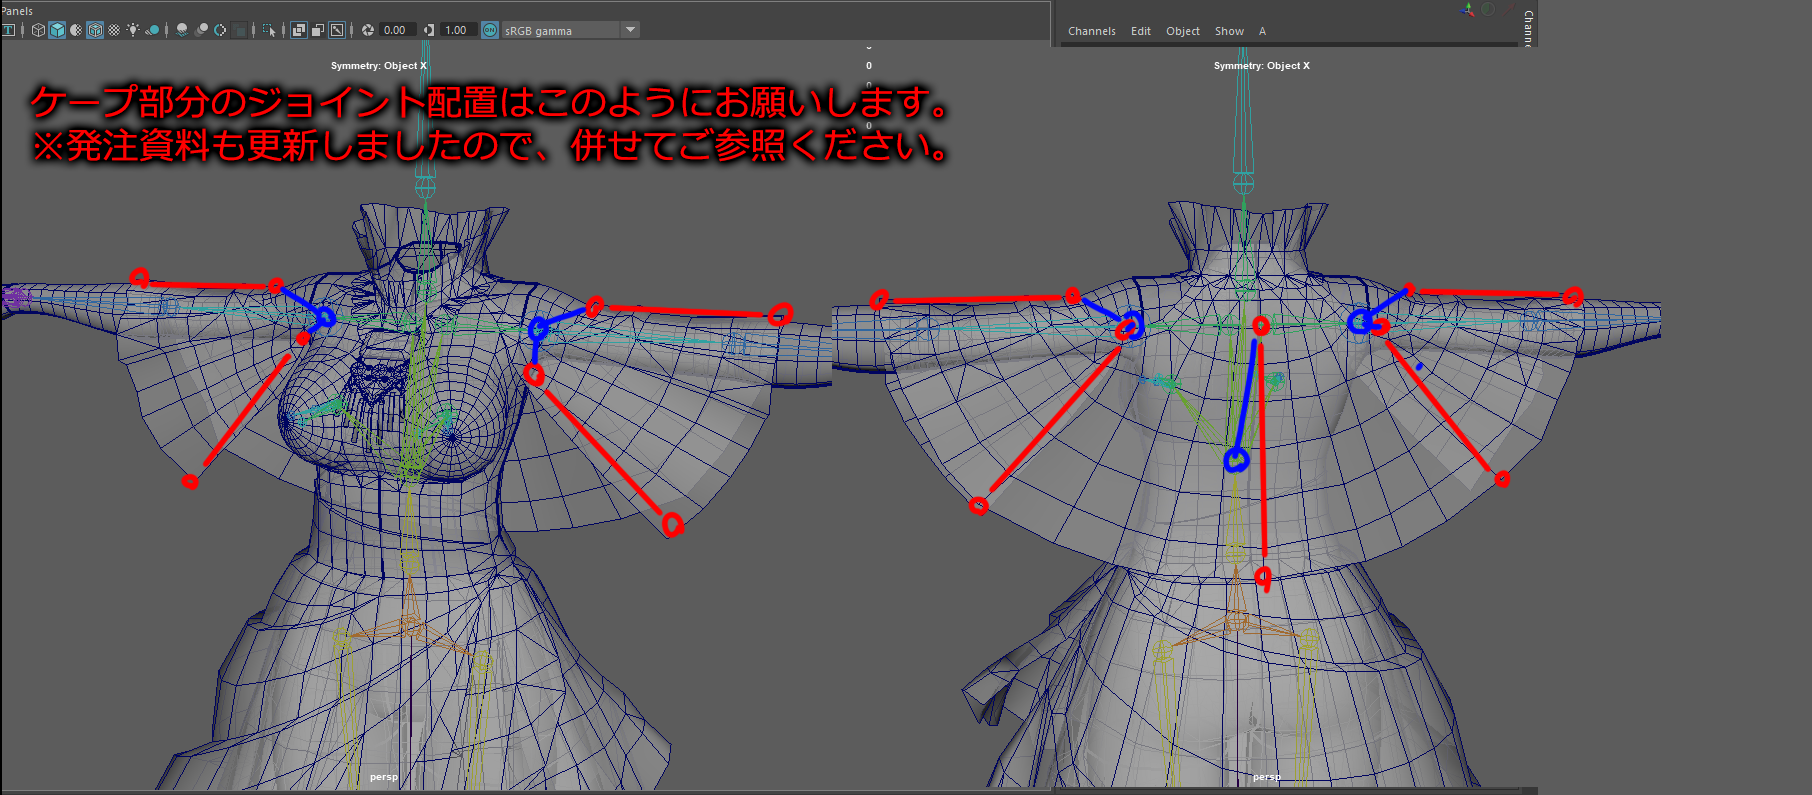 Panels
0.00
1.00
ON
sRGB gamma
Channels Edit Object Show A
Symmetry: Object X
0
Symmetry: Object X
ケープ部分のジョイント配置はこのようにお願いします。
※発注資料も更新しましたので、併せてご参照ください。
0
persp
persp